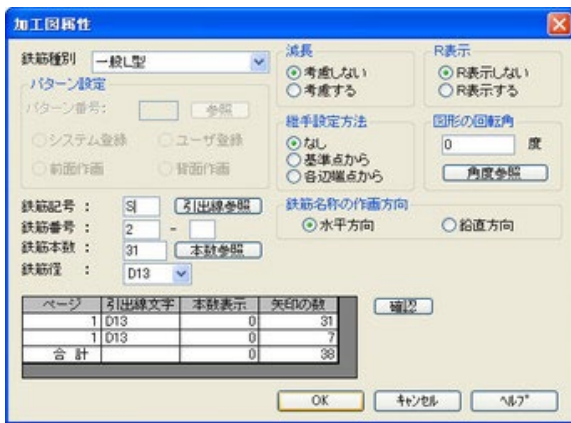 加工図属性
鉄筋種別 一般L型
パターン設定
パターン番号: 参照
システム登録 ユーザ登録
前面作画 背面作画
鉄筋記号 : S 引出線参照
鉄筋番号 : 2 -
鉄筋本数 : 31 本数参照
鉄筋径 : D13
減長
考慮しない
考慮する
継手設定方法
なし
基準点から
各辺端点から
R表示
R表示しない
R表示する
図形の回転角
0 度
角度参照
鉄筋名称の作画方向
水平方向 鉛直方向
ページ 引出線文字 本数表示 矢印の数
1 D13 0 31
1 D13 0 7
合計 0 38
確認
OK キャンセル ヘルプ